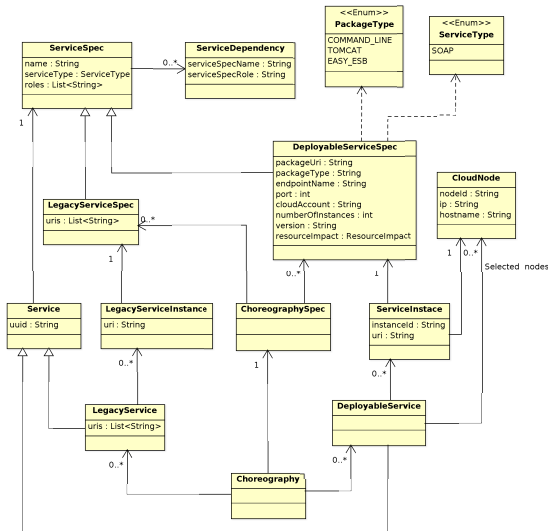 <<Enum>>
PackageType
COMMAND_LINE
TOMCAT
EASY_ESB
<<Enum>>
ServiceType
SOAP
ServiceSpec
name : String
serviceType : ServiceType
roles : List<String>
0..*
ServiceDependency
serviceSpecName : String
serviceSpecRole : String
1
DeployableServiceSpec
packageUri : String
packageType : String
endpointName : String
port : int
cloudAccount : String
numberOfInstances : int
version : String
resourceImpact : ResourceImpact
CloudNode
nodeId : String
ip : String
hostname : String
LegacyServiceSpec
uris : List<String>
0..*
1
0..*
1
1
0..*
Selected nodes
Service
uuid : String
LegacyServiceInstance
uri : String
ChoreographySpec
ServiceInstace
instanceId : String
uri : String
0..*
1
0..*
LegacyService
uris : List<String>
DeployableService
0..*
0..*
Choreography